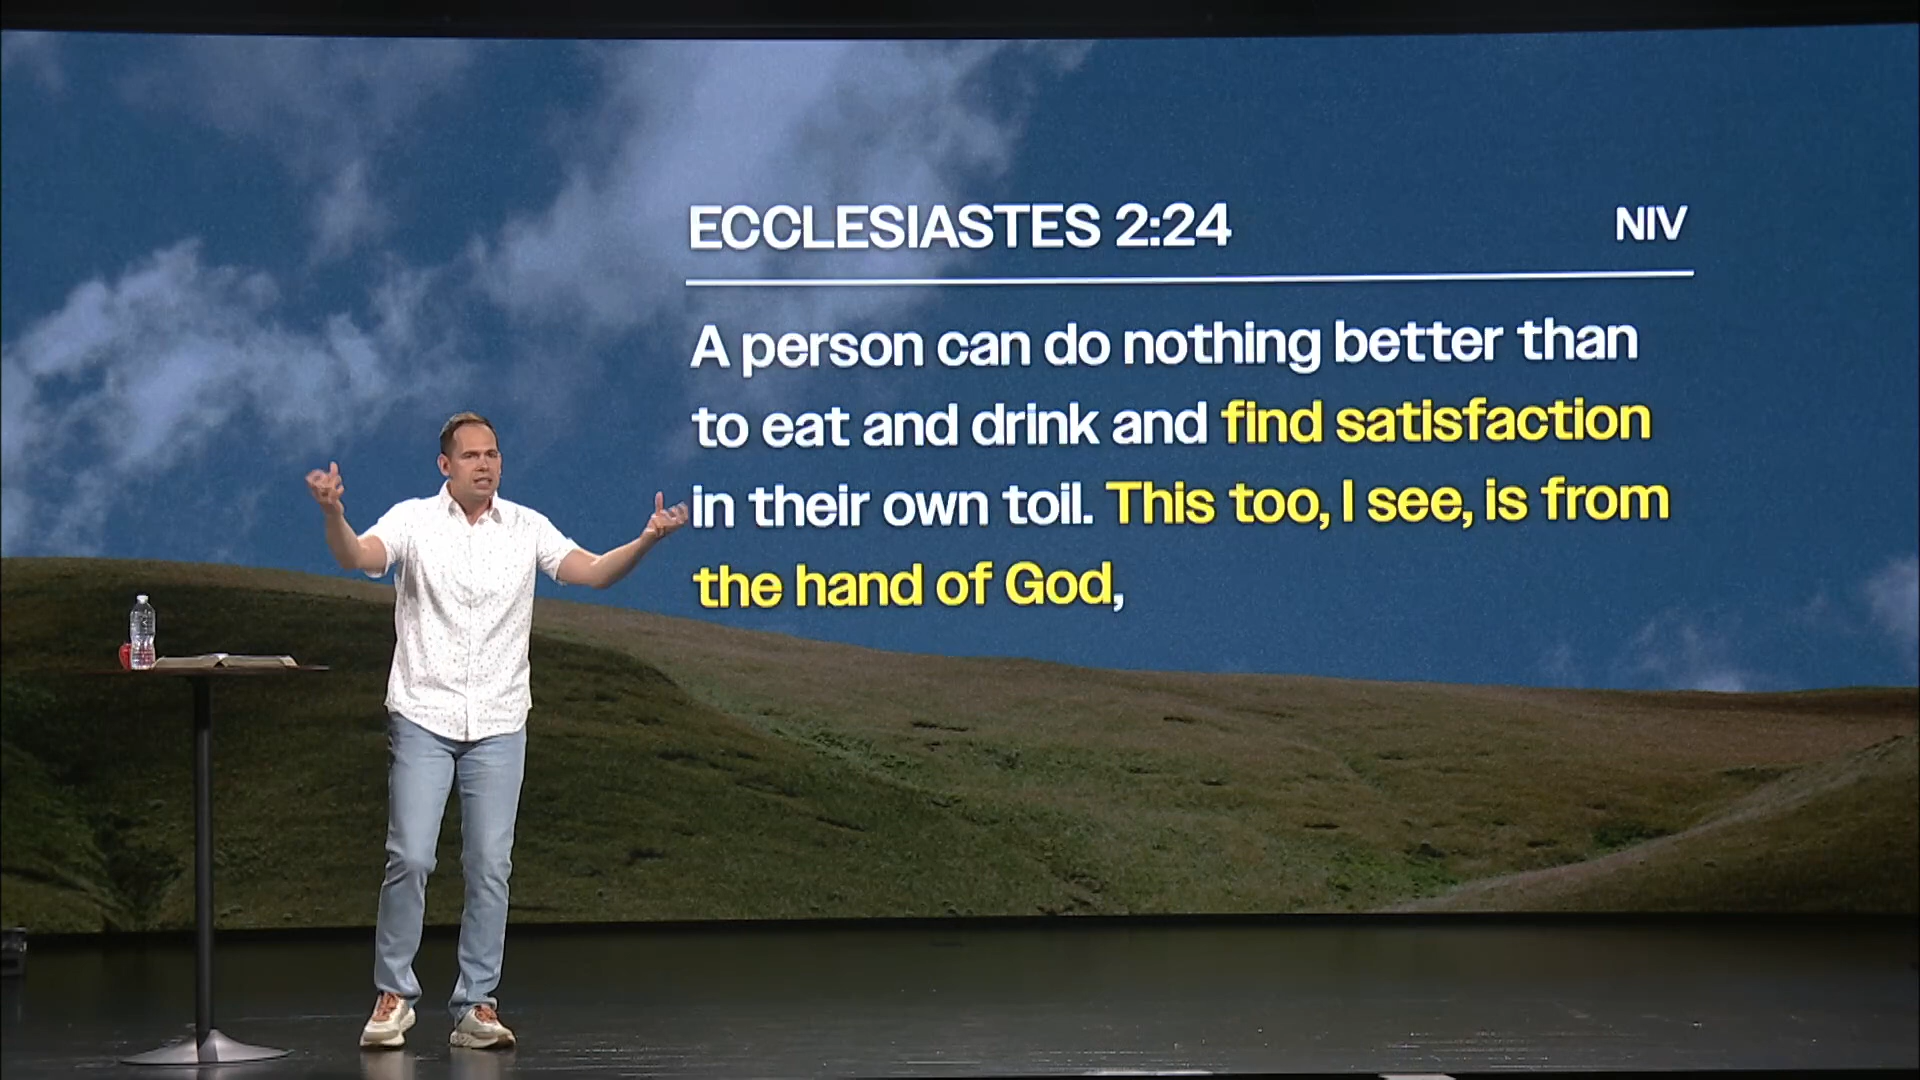 ECCLESIASTES 2:24 NIV
A person can do nothing better than
to eat and drink and find satisfaction
in their own toil. This too, I see, is from
the hand of God,